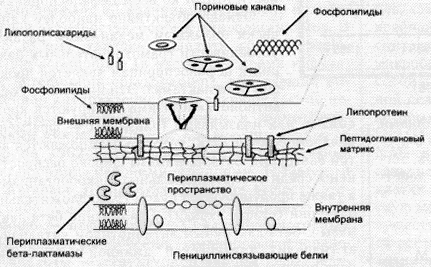 Пориновые каналы
Фосфолипиды
Липополисахариды
Фосфолипиды
Внешняя мембрана
Липопротеин
Пептидогликановый
матрикс
Периплазматическое
пространство
Внутренняя
мембрана
Периплазматические
бета-лактамазы
Пенициллинсвязывающие белки